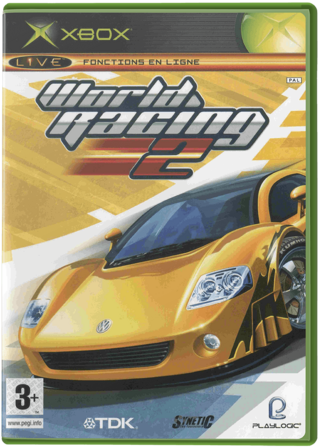 XBOX
LIVE FONCTIONS EN LIGNE
PAL
World
Racing
2
3+
www.pegi.info
TDK
SYNETIC
PLAYLOGIC